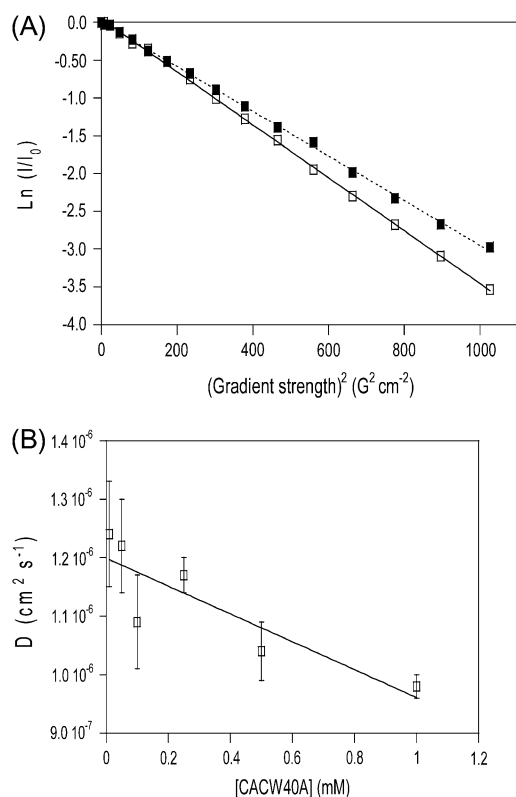 (A)
0.0
-0.50
-1.0
-1.5
-2.0
-2.5
-3.0
-3.5
-4.0
Ln (I/I₀)
0 200 400 600 800 1000
(Gradient strength)² (G² cm⁻²)
(B)
1.4 10⁻⁶
1.3 10⁻⁶
1.2 10⁻⁶
1.1 10⁻⁶
1.0 10⁻⁶
9.0 10⁻⁷
D (cm² s⁻¹)
0 0.2 0.4 0.6 0.8 1 1.2
[CACW40A] (mM)